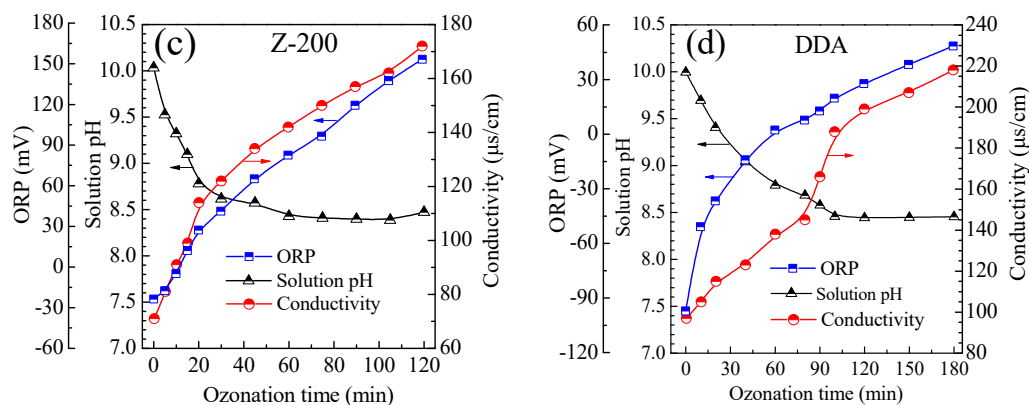 (c) Z-200
ORP (mV)
180
150
120
90
60
30
0
-30
-60
Solution pH
10.5
10.0
9.5
9.0
8.5
8.0
7.5
7.0
ORP
Solution pH
Conductivity
180
160
140
120
100
80
60
Conductivity (μs/cm)
0 20 40 60 80 100 120
Ozonation time (min)
(d) DDA
ORP (mV)
60
30
0
-30
-60
-90
-120
Solution pH
10.5
10.0
9.5
9.0
8.5
8.0
7.5
7.0
ORP
Solution pH
Conductivity
240
220
200
180
160
140
120
100
80
Conductivity (μs/cm)
0 30 60 90 120 150 180
Ozonation time (min)